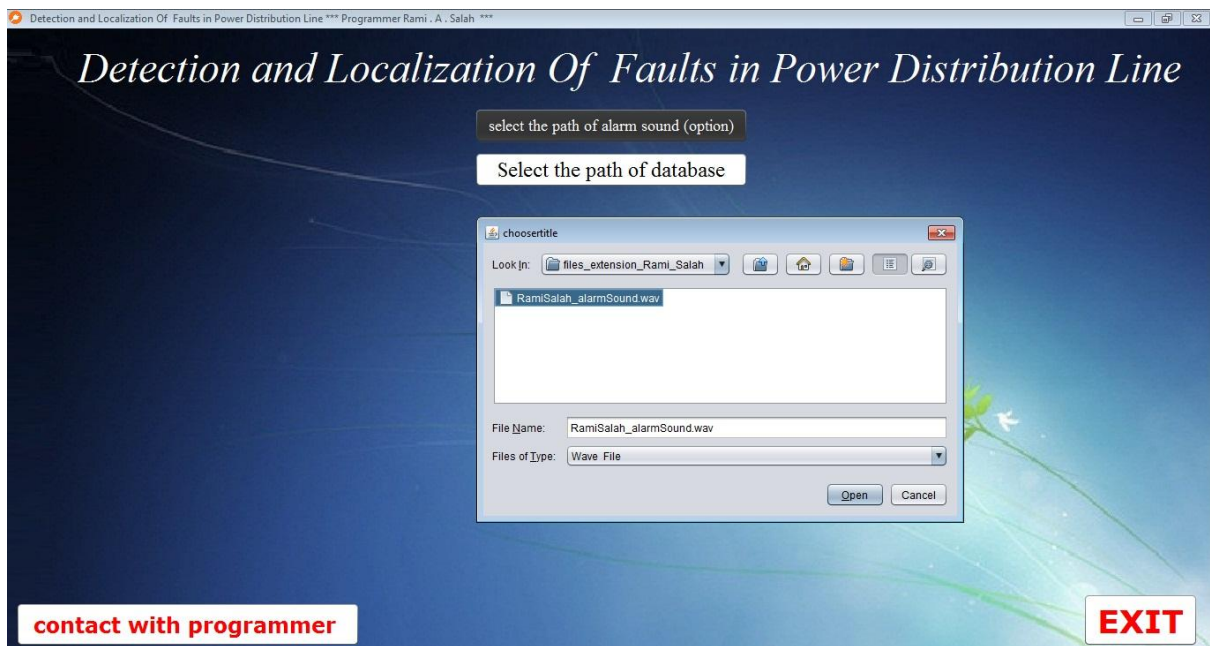 Detection and Localization Of Faults in Power Distribution Line *** Programmer Rami . A . Salah ***
Detection and Localization Of Faults in Power Distribution Line
select the path of alarm sound (option)
Select the path of database
choosertitle
Look In: files_extension_Rami_Salah
RamiSalah_alarmSound.wav
File Name: RamiSalah_alarmSound.wav
Files of Type: Wave File
Open Cancel
contact with programmer
EXIT